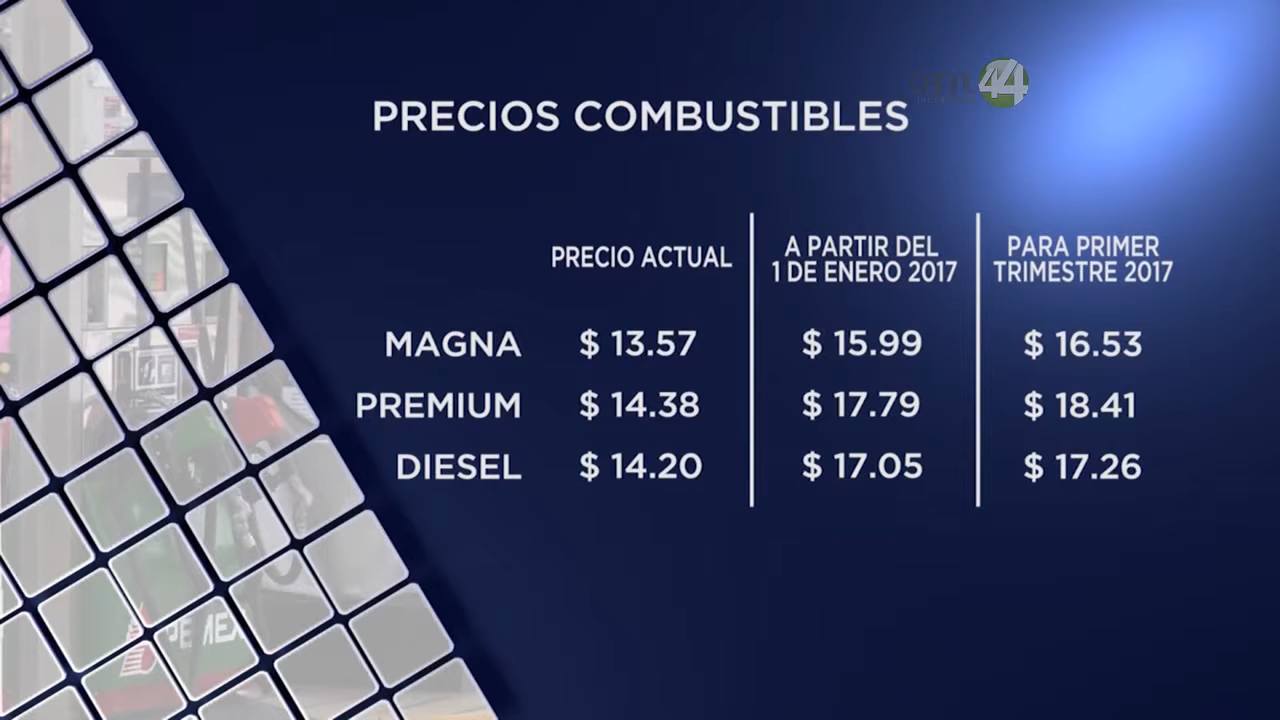 44
PRECIOS COMBUSTIBLES
PRECIO ACTUAL
A PARTIR DEL
1 DE ENERO 2017
PARA PRIMER
TRIMESTRE 2017
MAGNA $ 13.57 $ 15.99 $ 16.53
PREMIUM $ 14.38 $ 17.79 $ 18.41
DIESEL $ 14.20 $ 17.05 $ 17.26
PEMEX